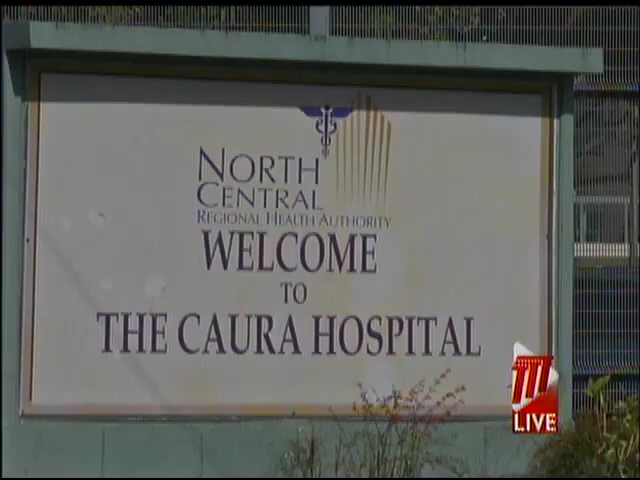 NORTH
CENTRAL
REGIONAL HEALTH AUTHORITY
WELCOME
TO
THE CAURA HOSPITAL
LIVE